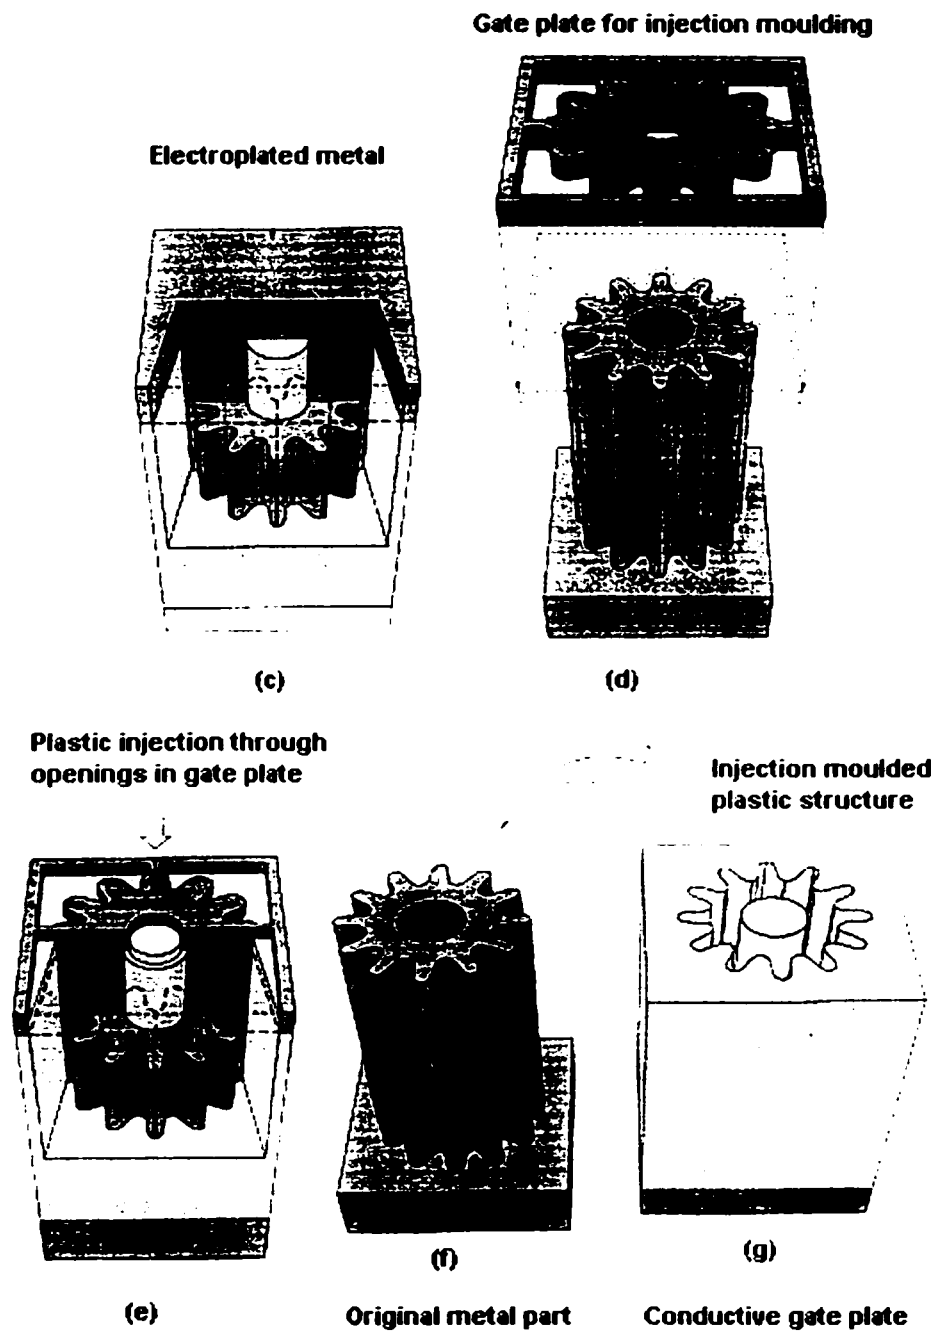 Gate plate for injection moulding
Electroplated metal
(c)
(d)
Plastic injection through
openings in gate plate
Injection moulded
plastic structure
(e)
(f)
(g)
Original metal part
Conductive gate plate